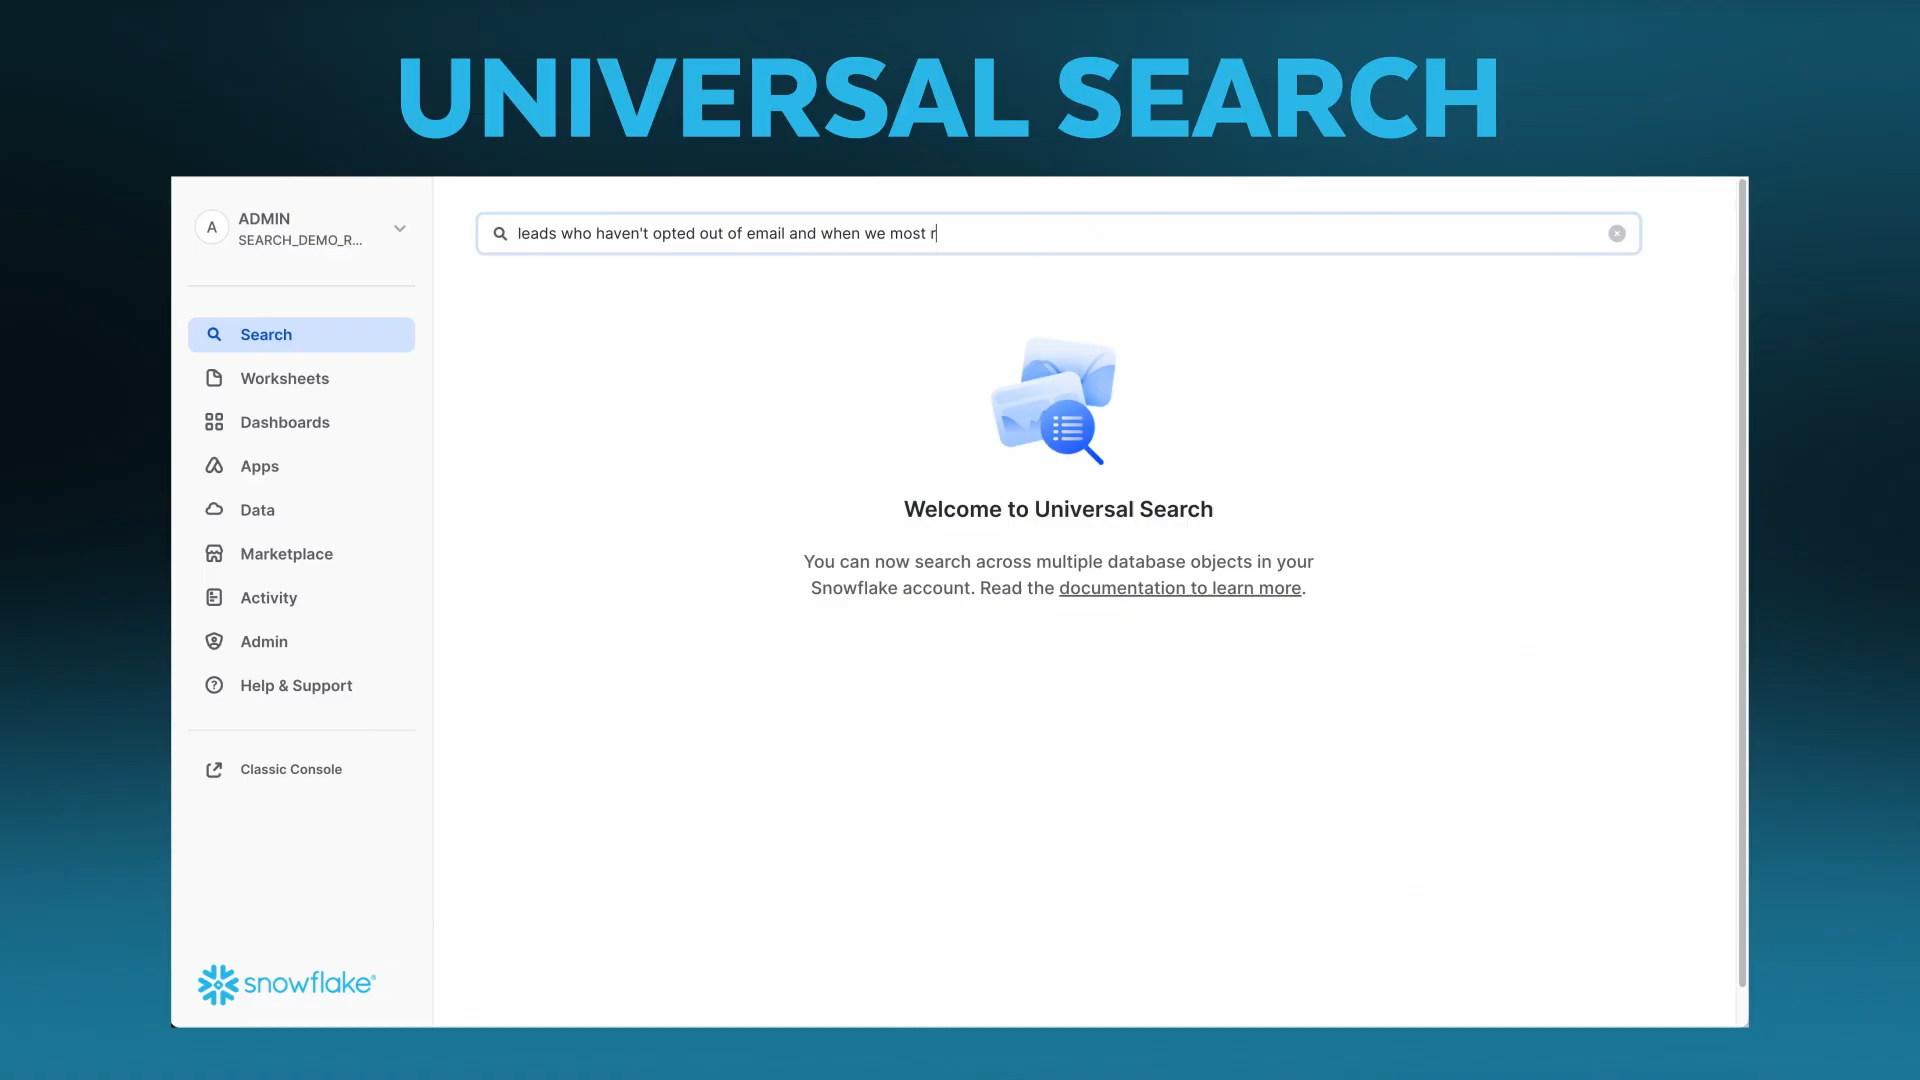 UNIVERSAL SEARCH
A
ADMIN
SEARCH_DEMO_R...
leads who haven't opted out of email and when we most r
Search
Worksheets
Dashboards
Apps
Data
Marketplace
Activity
Admin
Help & Support
Classic Console
Welcome to Universal Search
You can now search across multiple database objects in your
Snowflake account. Read the documentation to learn more.
snowflake®